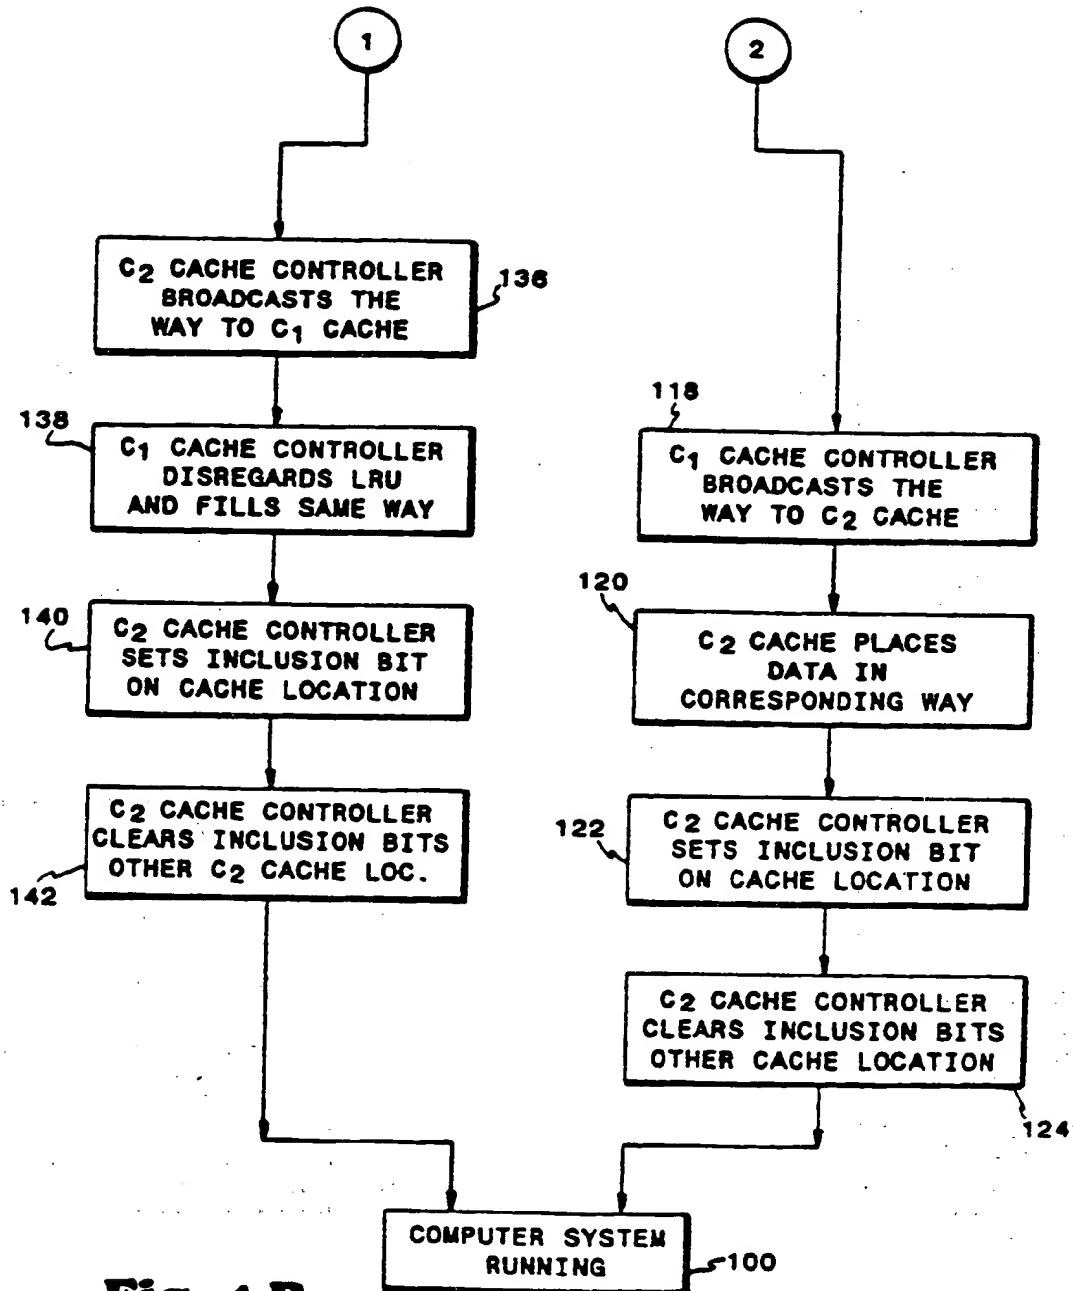 1
2
C2 CACHE CONTROLLER
BROADCASTS THE
WAY TO C1 CACHE
136
138
C1 CACHE CONTROLLER
DISREGARDS LRU
AND FILLS SAME WAY
118
C1 CACHE CONTROLLER
BROADCASTS THE
WAY TO C2 CACHE
140
C2 CACHE CONTROLLER
SETS INCLUSION BIT
ON CACHE LOCATION
120
C2 CACHE PLACES
DATA IN
CORRESPONDING WAY
C2 CACHE CONTROLLER
CLEARS INCLUSION BITS
OTHER C2 CACHE LOC.
142
122
C2 CACHE CONTROLLER
SETS INCLUSION BIT
ON CACHE LOCATION
C2 CACHE CONTROLLER
CLEARS INCLUSION BITS
OTHER CACHE LOCATION
124
COMPUTER SYSTEM
RUNNING
100